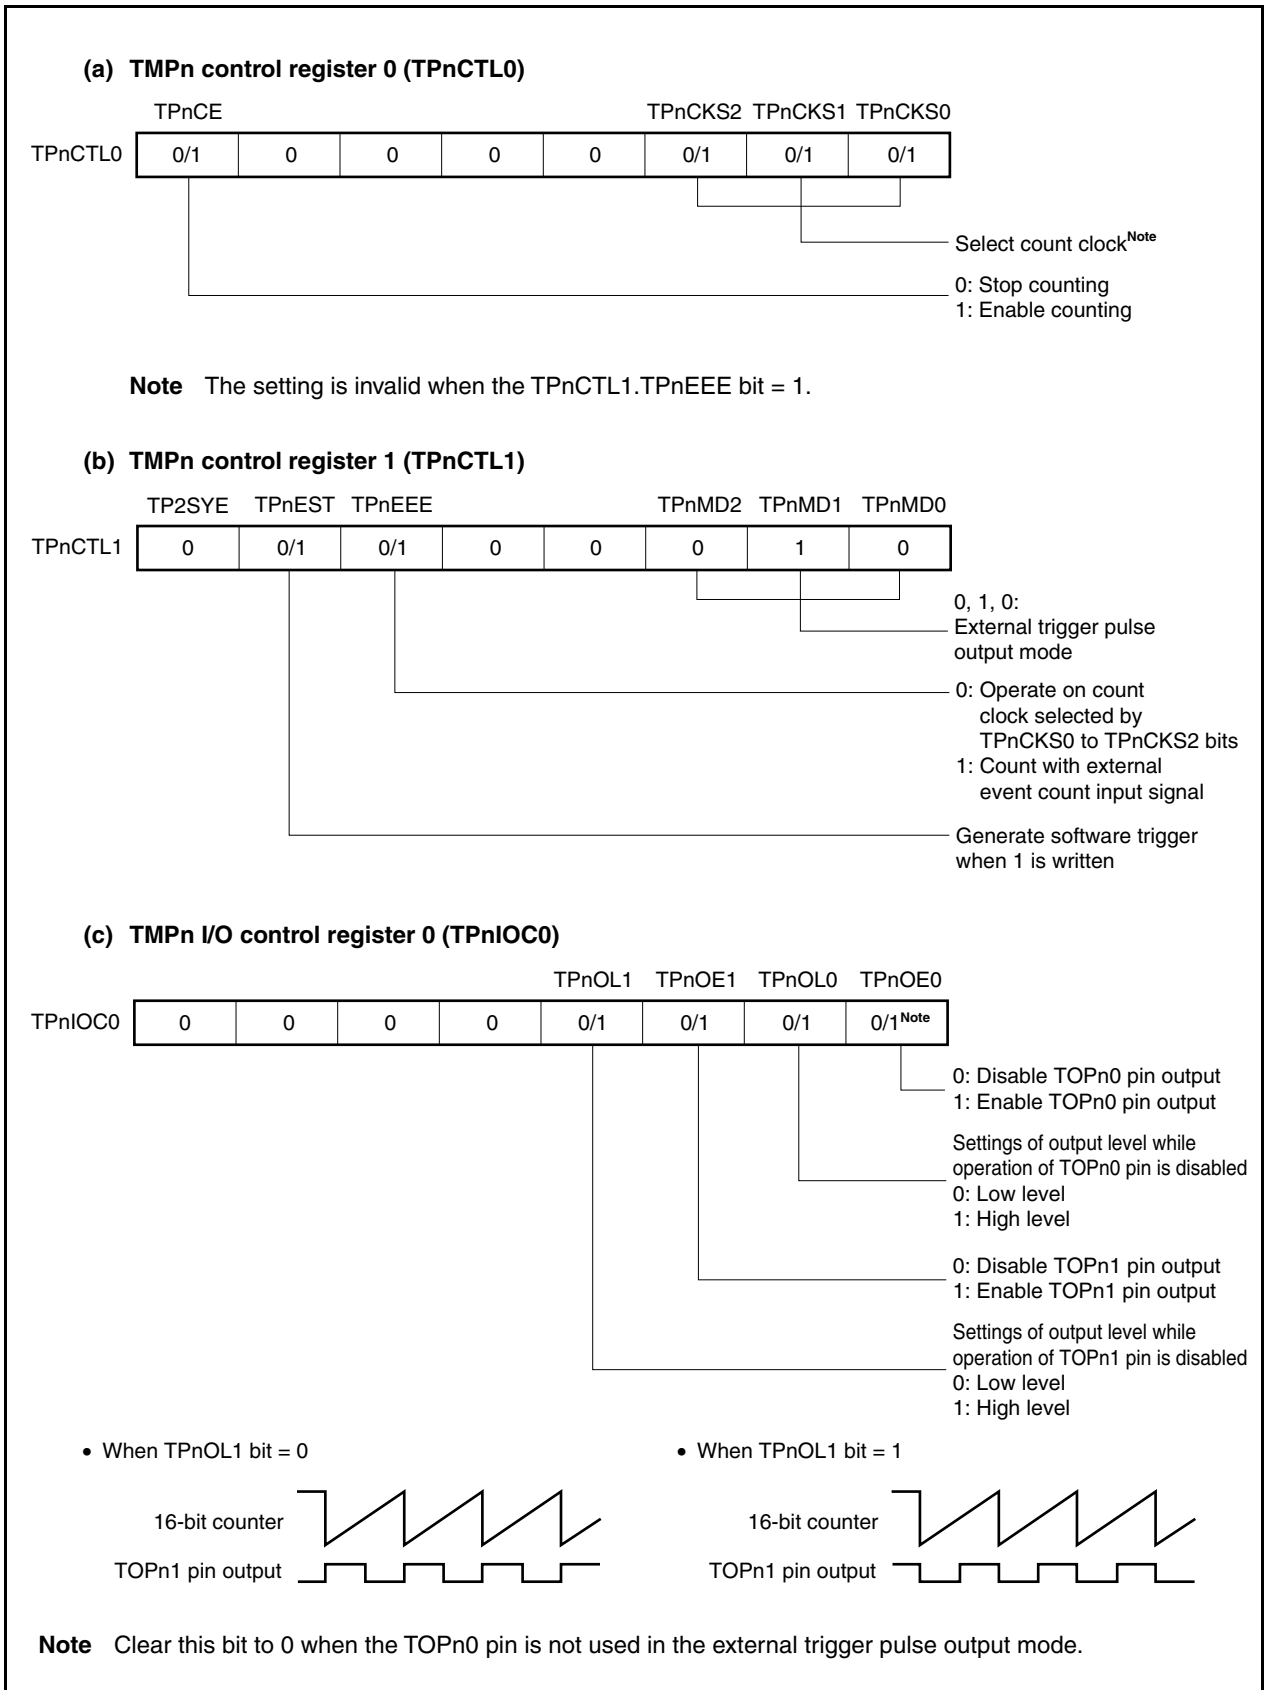 (a) TMPn control register 0 (TPnCTL0)
TPnCE TPnCKS2 TPnCKS1 TPnCKS0
TPnCTL0 0/1 0 0 0 0 0/1 0/1 0/1
Select count clockNote
0: Stop counting
1: Enable counting
Note The setting is invalid when the TPnCTL1.TPnEEE bit = 1.
(b) TMPn control register 1 (TPnCTL1)
TP2SYE TPnEST TPnEEE TPnMD2 TPnMD1 TPnMD0
TPnCTL1 0 0/1 0/1 0 0 0 1 0
0, 1, 0:
External trigger pulse
output mode
0: Operate on count
clock selected by
TPnCKS0 to TPnCKS2 bits
1: Count with external
event count input signal
Generate software trigger
when 1 is written
(c) TMPn I/O control register 0 (TPnIOC0)
TPnOL1 TPnOE1 TPnOL0 TPnOE0
TPnIOC0 0 0 0 0 0/1 0/1 0/1 0/1Note
0: Disable TOPn0 pin output
1: Enable TOPn0 pin output
Settings of output level while
operation of TOPn0 pin is disabled
0: Low level
1: High level
0: Disable TOPn1 pin output
1: Enable TOPn1 pin output
Settings of output level while
operation of TOPn1 pin is disabled
0: Low level
1: High level
• When TPnOL1 bit = 0 • When TPnOL1 bit = 1
16-bit counter 16-bit counter
TOPn1 pin output TOPn1 pin output
Note Clear this bit to 0 when the TOPn0 pin is not used in the external trigger pulse output mode.